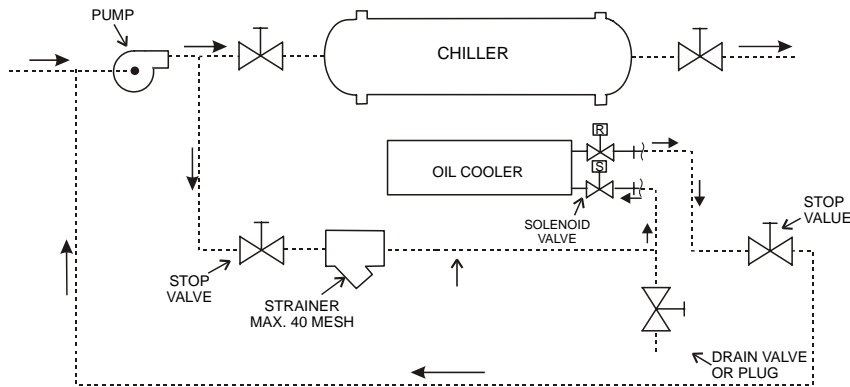 PUMP
CHILLER
R
OIL COOLER
S
SOLENOID
VALVE
STOP
VALUE
STOP
VALVE
STRAINER
MAX. 40 MESH
DRAIN VALVE
OR PLUG